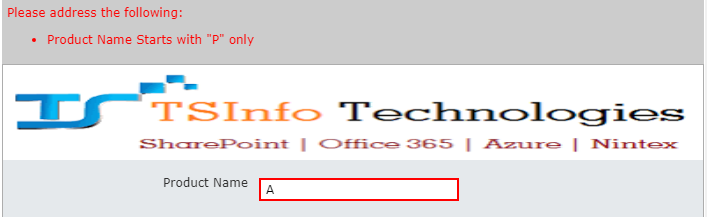 Please address the following:
Product Name Starts with "P" only
TSInfo Technologies
SharePoint | Office 365 | Azure | Nintex
Product Name
A